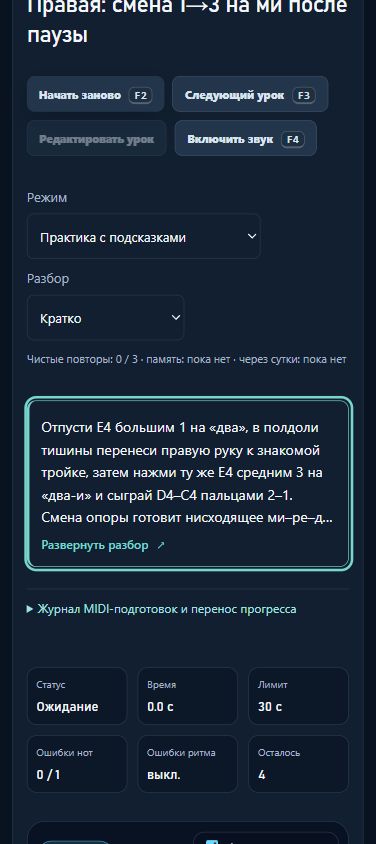 Правая: смена 1→3 на ми после
паузы
Начать заново F2
Следующий урок F3
Редактировать урок
Включить звук F4
Режим
Практика с подсказками
Разбор
Кратко
Чистые повторы: 0 / 3 · память: пока нет · через сутки: пока нет
Отпусти E4 большим 1 на «два», в полдоли
тишины перенеси правую руку к знакомой
тройке, затем нажми ту же E4 средним 3 на
«два-и» и сыграй D4–C4 пальцами 2–1.
Смена опоры готовит нисходящее ми–ре–д...
Развернуть разбор ↗
▶ Журнал MIDI-подготовок и перенос прогресса
Статус
Ожидание
Время
0.0 с
Лимит
30 с
Ошибки нот
0 / 1
Ошибки ритма
выкл.
Осталось
4